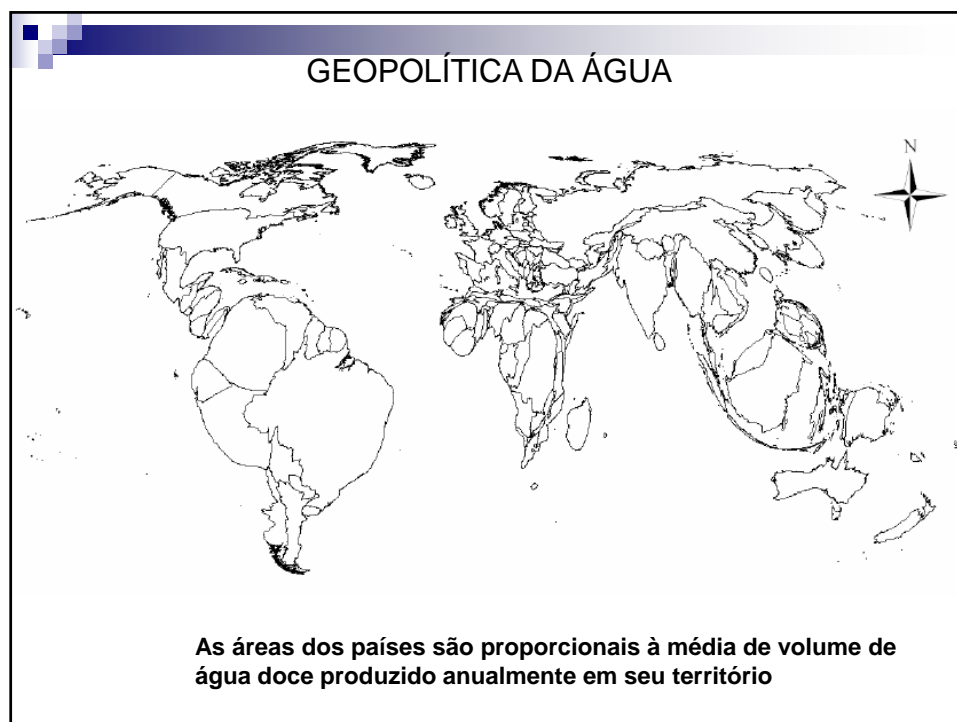 GEOPOLÍTICA DA ÁGUA
N
As áreas dos países são proporcionais à média de volume de
água doce produzido anualmente em seu território